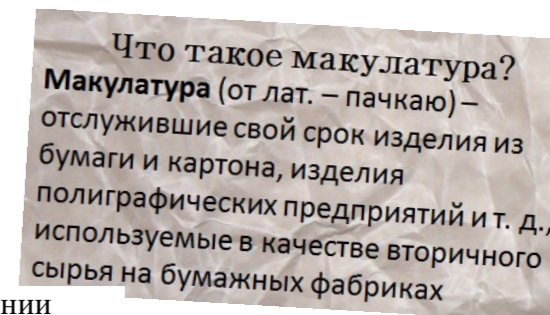 Что такое макулатура?
Макулатура (от лат. – пачкаю) –
отслужившие свой срок изделия из
бумаги и картона, изделия
полиграфических предприятий и т. д.,
используемые в качестве вторичного
сырья на бумажных фабриках
нии